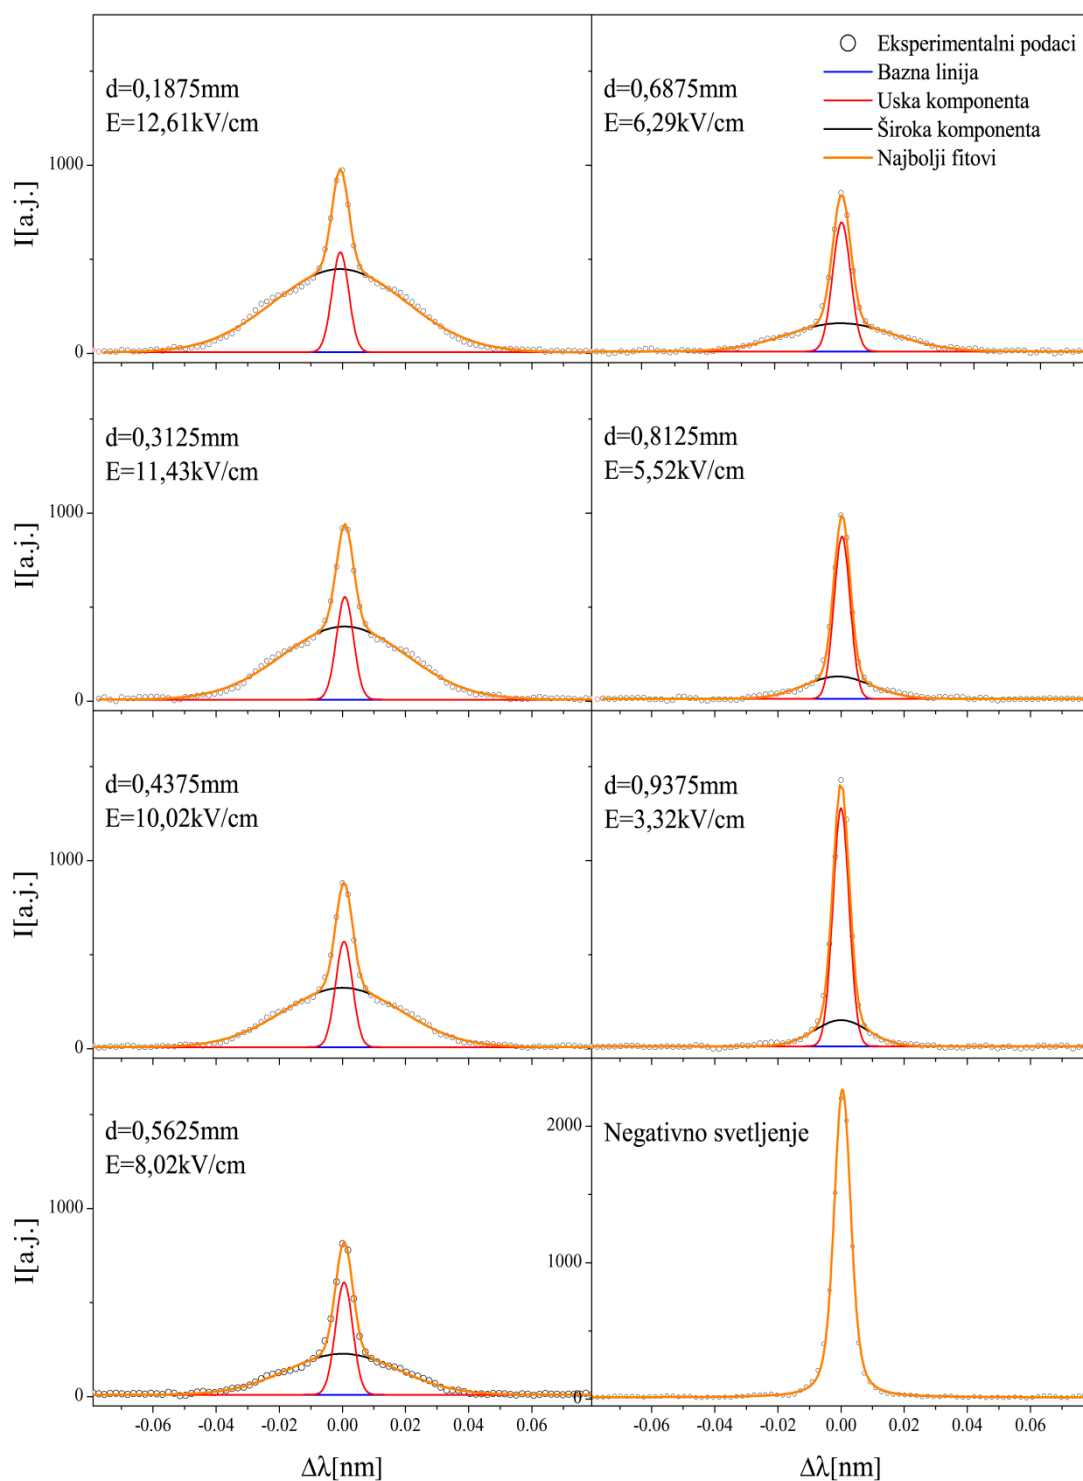 d=0,1875mm
E=12,61kV/cm
I[a.j.]
1000
0
d=0,6875mm
E=6,29kV/cm
Eksperimentalni podaci
Bazna linija
Uska komponenta
Široka komponenta
Najbolji fitovi
d=0,3125mm
E=11,43kV/cm
I[a.j.]
1000
0
d=0,8125mm
E=5,52kV/cm
d=0,4375mm
E=10,02kV/cm
I[a.j.]
1000
0
d=0,9375mm
E=3,32kV/cm
d=0,5625mm
E=8,02kV/cm
I[a.j.]
1000
0
-0.06 -0.04 -0.02 0.00 0.02 0.04 0.06
Δλ[nm]
Negativno svetljenje
2000
1000
0
-0.06 -0.04 -0.02 0.00 0.02 0.04 0.06
Δλ[nm]